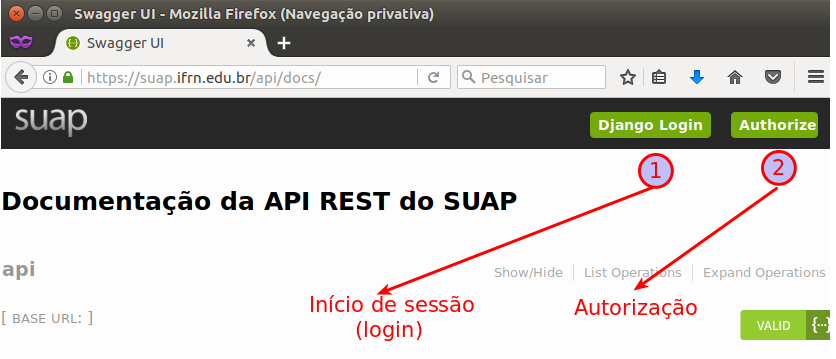 Swagger UI - Mozilla Firefox (Navegação privativa)
Swagger UI
https://suap.ifrn.edu.br/api/docs/
Pesquisar
suap
Django Login
Authorize
1
2
Documentação da API REST do SUAP
api
Show/Hide
List Operations
Expand Operations
Início de sessão
(login)
Autorização
[ BASE URL: ]
VALID
{···}